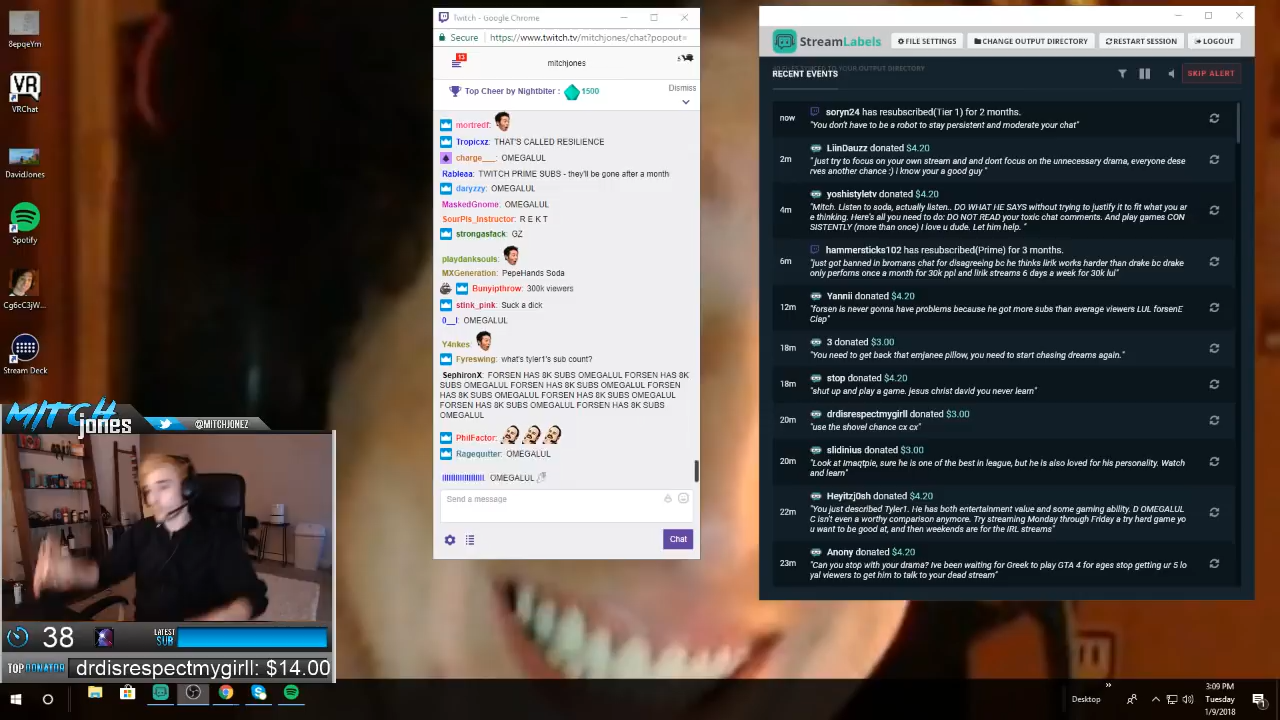 8epqeYm
VRChat
DavidJones
Spotify
Cg6cC3jW...
Stream Deck
Twitch - Google Chrome
Secure
https://www.twitch.tv/mitchjones/chat?popout=
mitchjones
Top Cheer by Nightbiter :
1500
Dismiss
mortredf:
Tropicxz: THAT'S CALLED RESILIENCE
charge___: OMEGALUL
Rableaa: TWITCH PRIME SUBS - they'll be gone after a month
daryzzy: OMEGALUL
MaskedGnome: OMEGALUL
SourPls_Instructor: R E K T
strongasfack: GZ
playdanksouls:
MXGeneration: PepeHands Soda
Bunyipthrow: 300k viewers
stink_pink: Suck a dick
0__I: OMEGALUL
Y4nkes:
Fyreswing: what's tyler1's sub count?
SephironX: FORSEN HAS 8K SUBS OMEGALUL FORSEN HAS 8K
SUBS OMEGALUL FORSEN HAS 8K SUBS OMEGALUL FORSEN
HAS 8K SUBS OMEGALUL FORSEN HAS 8K SUBS OMEGALUL
FORSEN HAS 8K SUBS OMEGALUL FORSEN HAS 8K SUBS
OMEGALUL
PhilFactor:
Ragequitter: OMEGALUL
OMEGALUL
Send a message
Chat
StreamLabels
FILE SETTINGS
CHANGE OUTPUT DIRECTORY
RESTART SESSION
LOGOUT
RECENT EVENTS
SKIP ALERT
now
soryn24 has resubscribed(Tier 1) for 2 months.
"You don't have to be a robot to stay persistent and moderate your chat"
2m
LiinDauzz donated $4.20
" just try to focus on your own stream and and dont focus on the unnecessary drama, everyone dese
rves another chance :) i know your a good guy "
4m
yoshistyletv donated $4.20
"Mitch. Listen to soda, actually listen.. DO WHAT HE SAYS without trying to justify it to fit what you ar
e thinking. Here's all you need to do: DO NOT READ your toxic chat comments. And play games CON
SISTENTLY (more than once) I love u dude. Let him help. "
6m
hammersticks102 has resubscribed(Prime) for 3 months.
"just got banned in bromans chat for disagreeing bc he thinks lirik works harder than drake bc drake
only perfoms once a month for 30k ppl and lirik streams 6 days a week for 30k lul"
12m
Yannii donated $4.20
"forsen is never gonna have problems because he got more subs than average viewers LUL forsenE
Clap"
18m
3 donated $3.00
"You need to get back that emjanee pillow, you need to start chasing dreams again."
18m
stop donated $4.20
"shut up and play a game. jesus christ david you never learn"
20m
drdisrespectmygirll donated $3.00
"use the shovel chance cx cx"
20m
slidinius donated $3.00
"Look at Imaqtpie, sure he is one of the best in league, but he is also loved for his personality. Watch
and learn"
22m
Heyitzj0sh donated $4.20
"You just described Tyler1. He has both entertainment value and some gaming ability. D OMEGALUL
C isn't even a worthy comparison anymore. Try streaming Monday through Friday a try hard game yo
u want to be good at, and then weekends are for the IRL streams"
23m
Anony donated $4.20
"Can you stop with your drama? Ive been waiting for Greek to play GTA 4 for ages stop getting ur 5 lo
yal viewers to get him to talk to your dead stream"
MITCH
jones
@MITCHJONEZ
38
LATEST
SUB
TOP DONATOR
drdisrespectmygirll: $14.00
Desktop
3:09 PM
Tuesday
1/9/2018